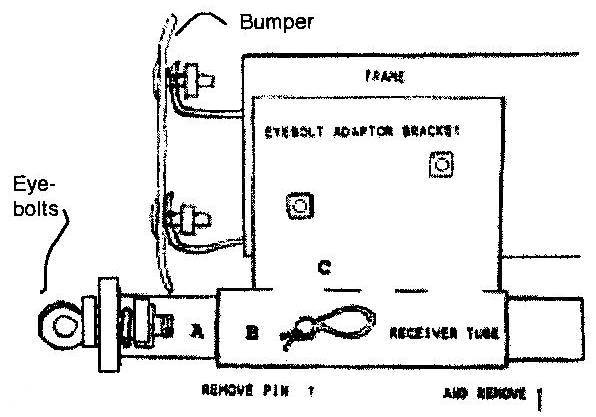 Bumper
FRAME
EYEBOLT ADAPTOR BRACKET
Eye-
bolts
C
A
B
RECEIVER TUBE
REMOVE PIN ↑
AND REMOVE